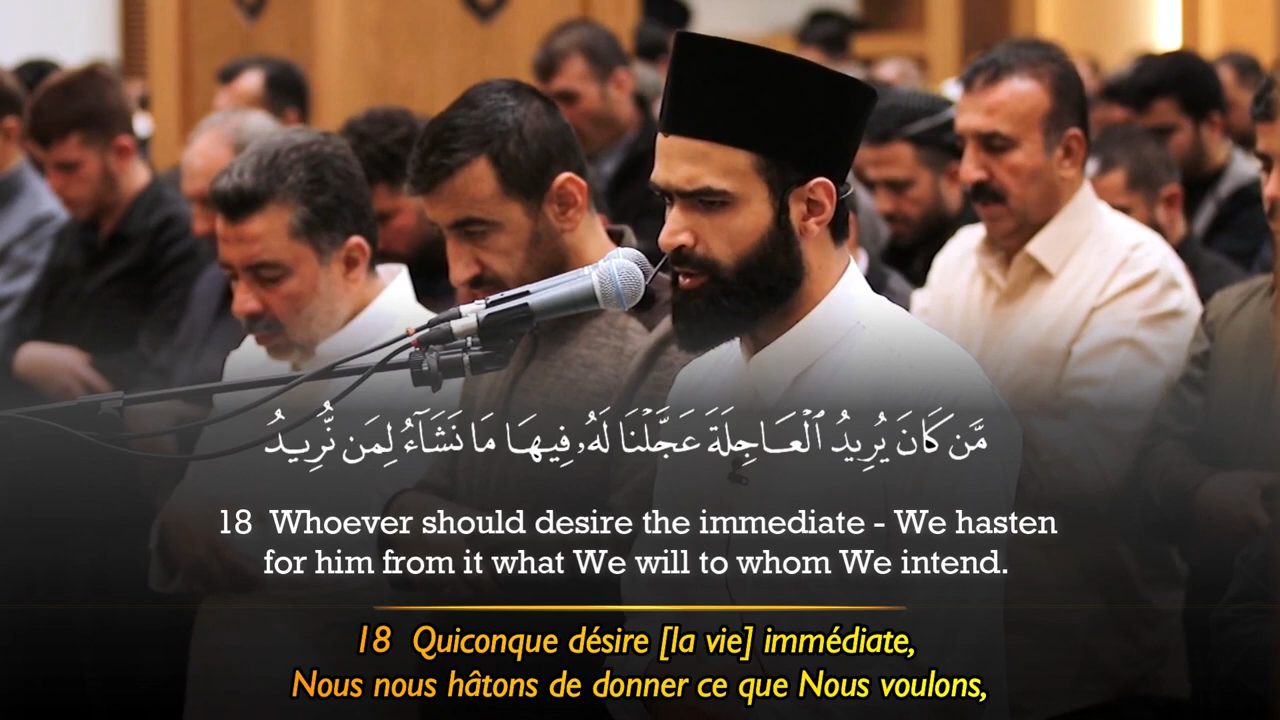 مَّن كَانَ يُرِيدُ ٱلْعَاجِلَةَ عَجَّلْنَا لَهُۥ فِيهَا مَا نَشَآءُ لِمَن نُّرِيدُ
18 Whoever should desire the immediate - We hasten
for him from it what We will to whom We intend.
18 Quiconque désire [la vie] immédiate,
Nous nous hâtons de donner ce que Nous voulons,